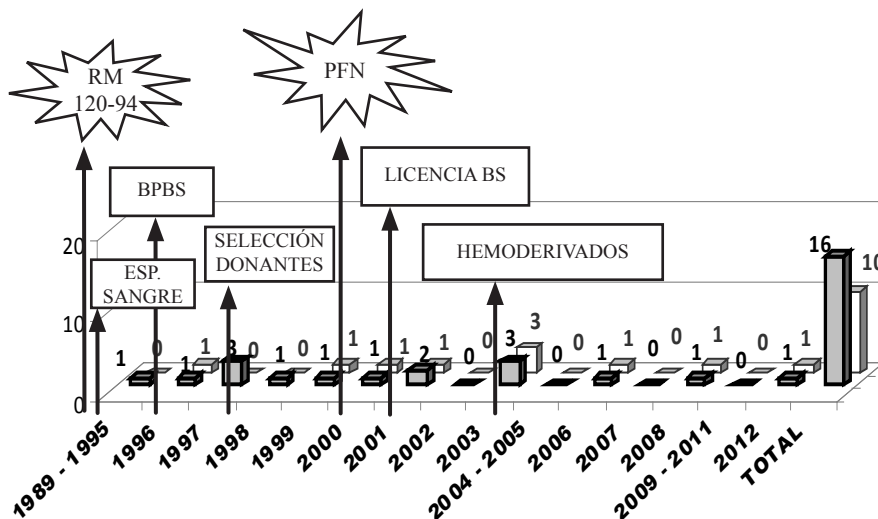 RM
120-94
PFN
BPBS
LICENCIA BS
SELECCIÓN
DONANTES
HEMODERIVADOS
ESP.
SANGRE
20
10
0
1 0 1 1 3 0 1 0 1 1 1 1 2 1 0 0 3 3 0 0 1 1 0 0 1 1 0 0 1 1 16 10
1989 - 1995
1996
1997
1998
1999
2000
2001
2002
2003
2004 - 2005
2006
2007
2008
2009 - 2011
2012
TOTAL